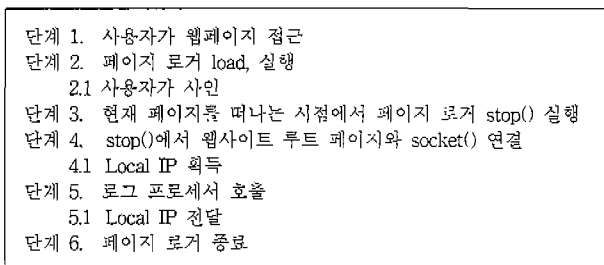 단계 1. 사용자가 웹페이지 접근
단계 2. 페이지 로거 load, 실행
2.1 사용자가 사인
단계 3. 현재 페이지를 떠나는 시점에서 페이지 로거 stop() 실행
단계 4. stop()에서 웹사이트 루트 페이지와 socket() 연결
4.1 Local IP 획득
단계 5. 로그 프로세서 호출
5.1 Local IP 전달
단계 6. 페이지 로거 종료